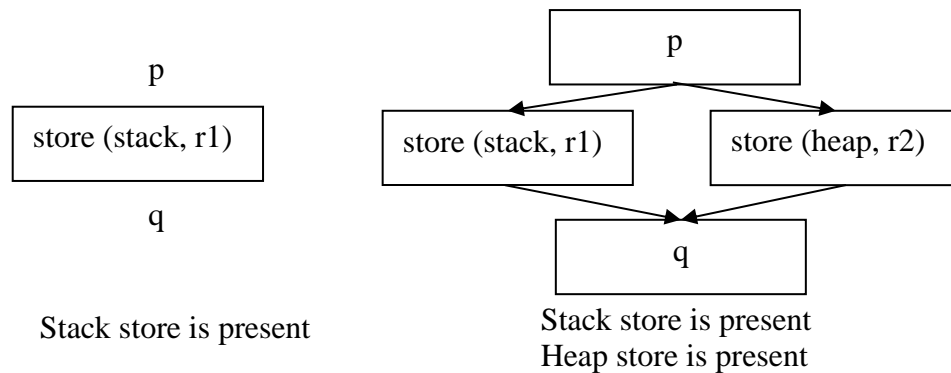 p
store (stack, r1)
q
Stack store is present
p
store (stack, r1)
store (heap, r2)
q
Stack store is present
Heap store is present